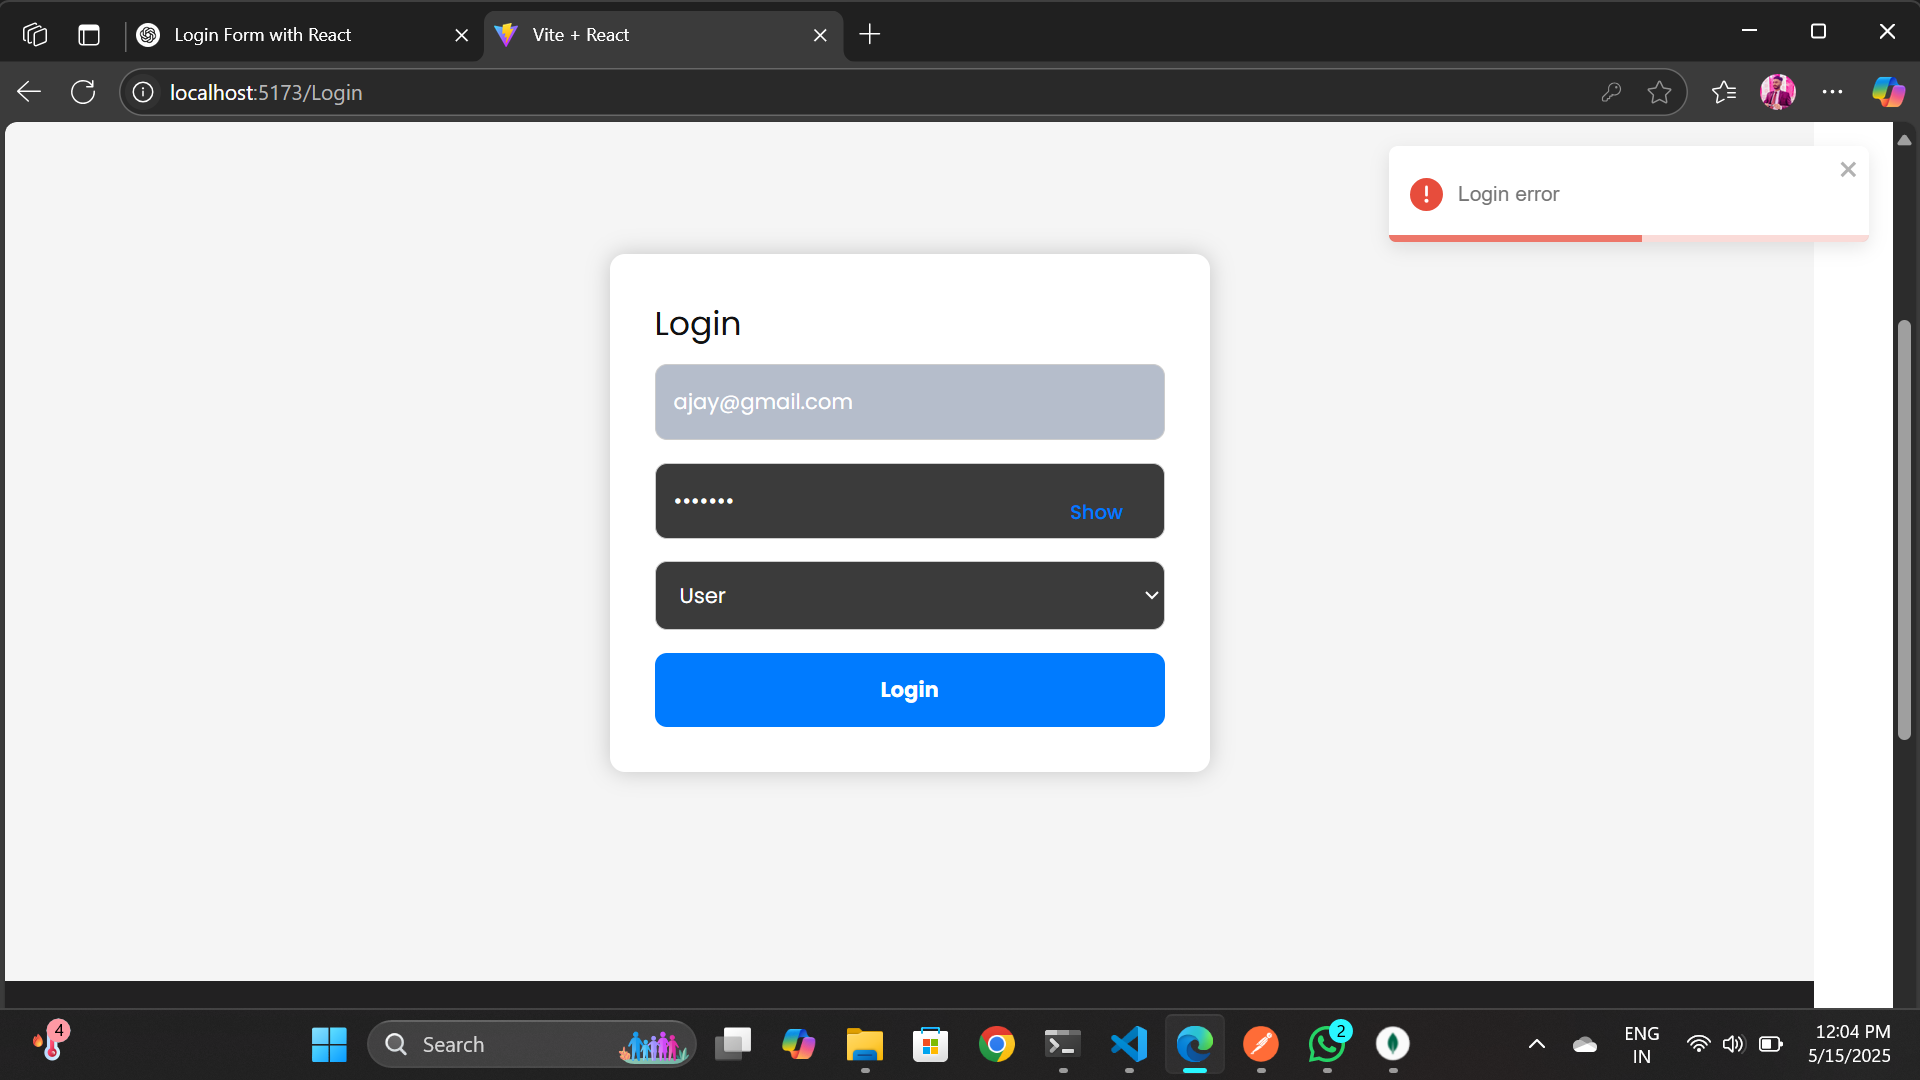 Login Form with React
Vite + React
localhost:5173/Login
Login error
Login
ajay@gmail.com
•••••••
Show
User
Login
4
Search
2
ENG
IN
12:04 PM
5/15/2025